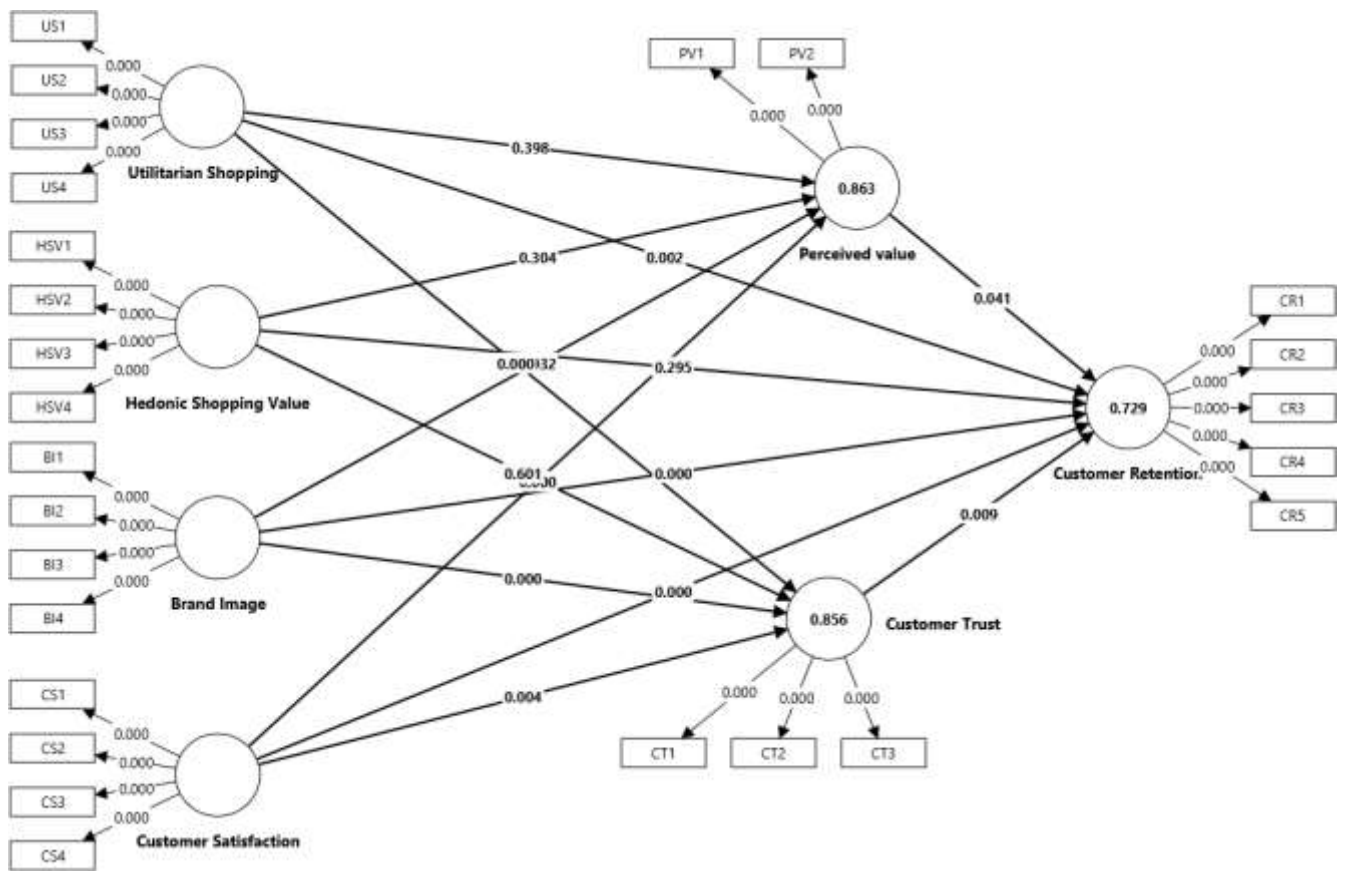 US1
US2
US3
US4
0.000
0.000
0.000
0.000
Utilitarian Shopping
HSV1
HSV2
HSV3
HSV4
0.000
0.000
0.000
0.000
Hedonic Shopping Value
BI1
BI2
BI3
BI4
0.000
0.000
0.000
0.000
Brand Image
CS1
CS2
CS3
CS4
0.000
0.000
0.000
0.000
Customer Satisfaction
0.398
0.002
0.304
0.000
0.295
0.601
0.000
0.000
0.000
0.004
PV1
PV2
0.000
0.000
0.863
Perceived value
0.041
0.009
0.856
Customer Trust
0.000
0.000
0.000
CT1
CT2
CT3
0.729
Customer Retention
0.000
0.000
0.000
0.000
0.000
CR1
CR2
CR3
CR4
CR5